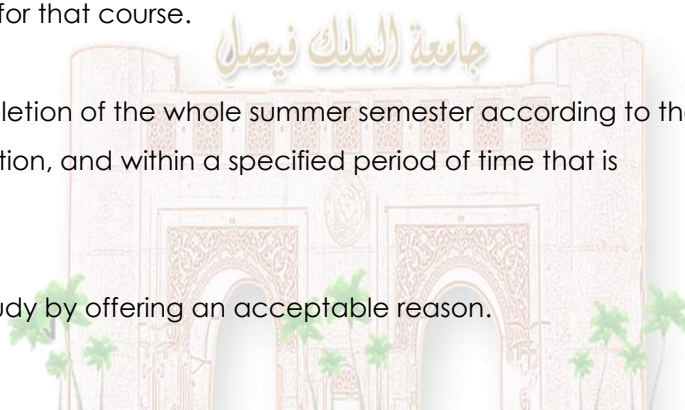 for that course.
جامعة الملك فيصل
letion of the whole summer semester according to the
tion, and within a specified period of time that is
udy by offering an acceptable reason.